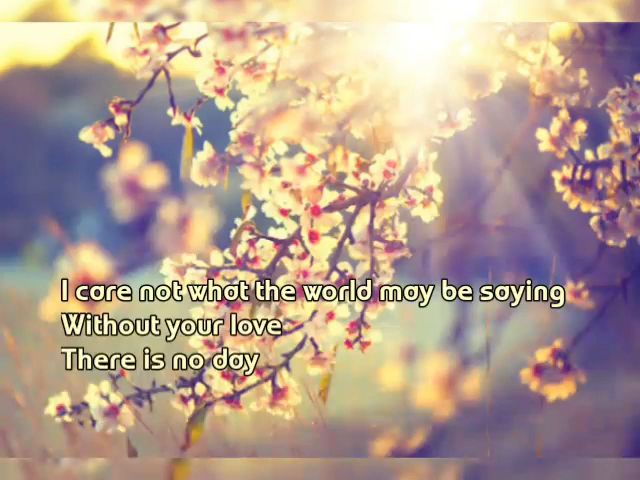 I care not what the world may be saying
Without your love
There is no day